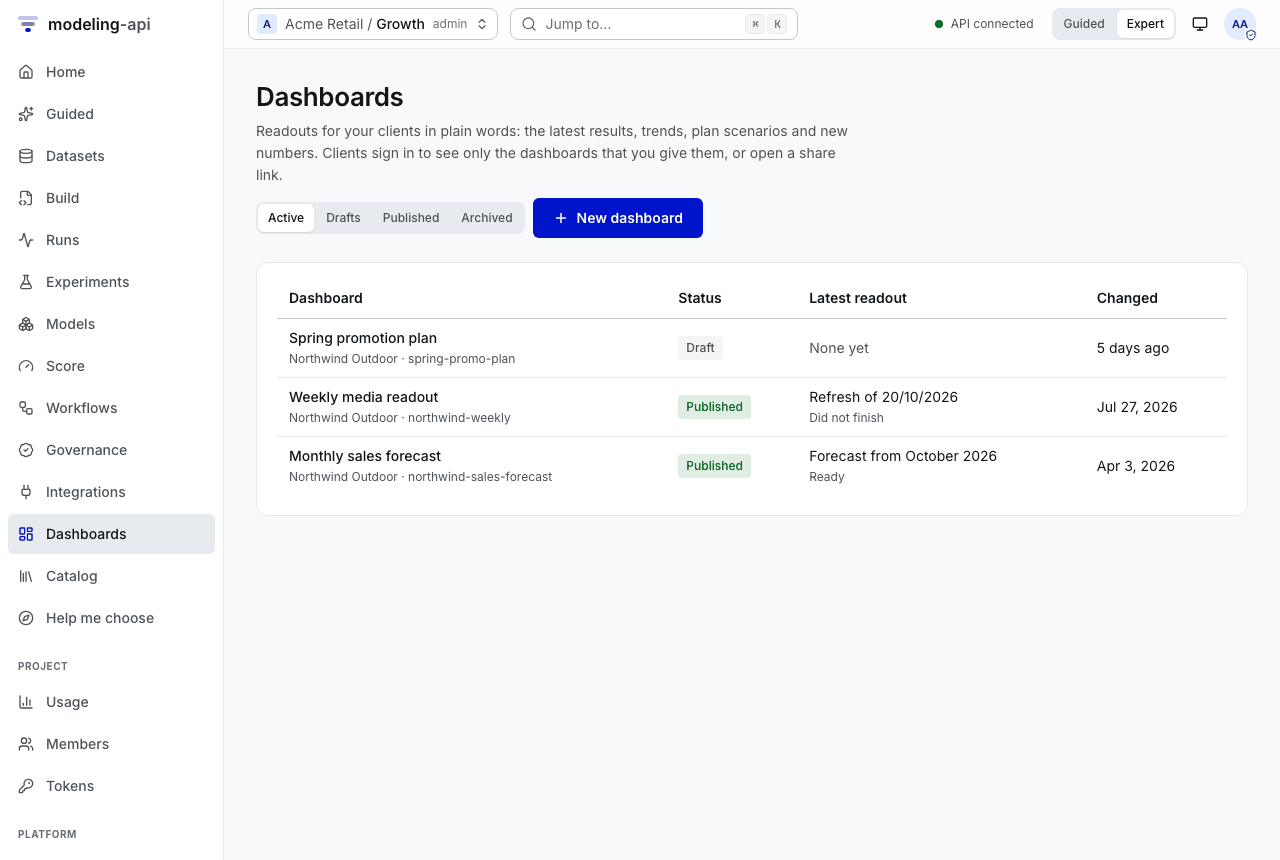 modeling-api
A Acme Retail / Growth admin
Jump to...
⌘ K
API connected
Guided Expert
AA
Home
Guided
Datasets
Build
Runs
Experiments
Models
Score
Workflows
Governance
Integrations
Dashboards
Catalog
Help me choose
PROJECT
Usage
Members
Tokens
PLATFORM
Dashboards
Readouts for your clients in plain words: the latest results, trends, plan scenarios and new
numbers. Clients sign in to see only the dashboards that you give them, or open a share
link.
Active Drafts Published Archived
New dashboard
Dashboard Status Latest readout Changed
Spring promotion plan
Northwind Outdoor · spring-promo-plan
Draft
None yet
5 days ago
Weekly media readout
Northwind Outdoor · northwind-weekly
Published
Refresh of 20/10/2026
Did not finish
Jul 27, 2026
Monthly sales forecast
Northwind Outdoor · northwind-sales-forecast
Published
Forecast from October 2026
Ready
Apr 3, 2026